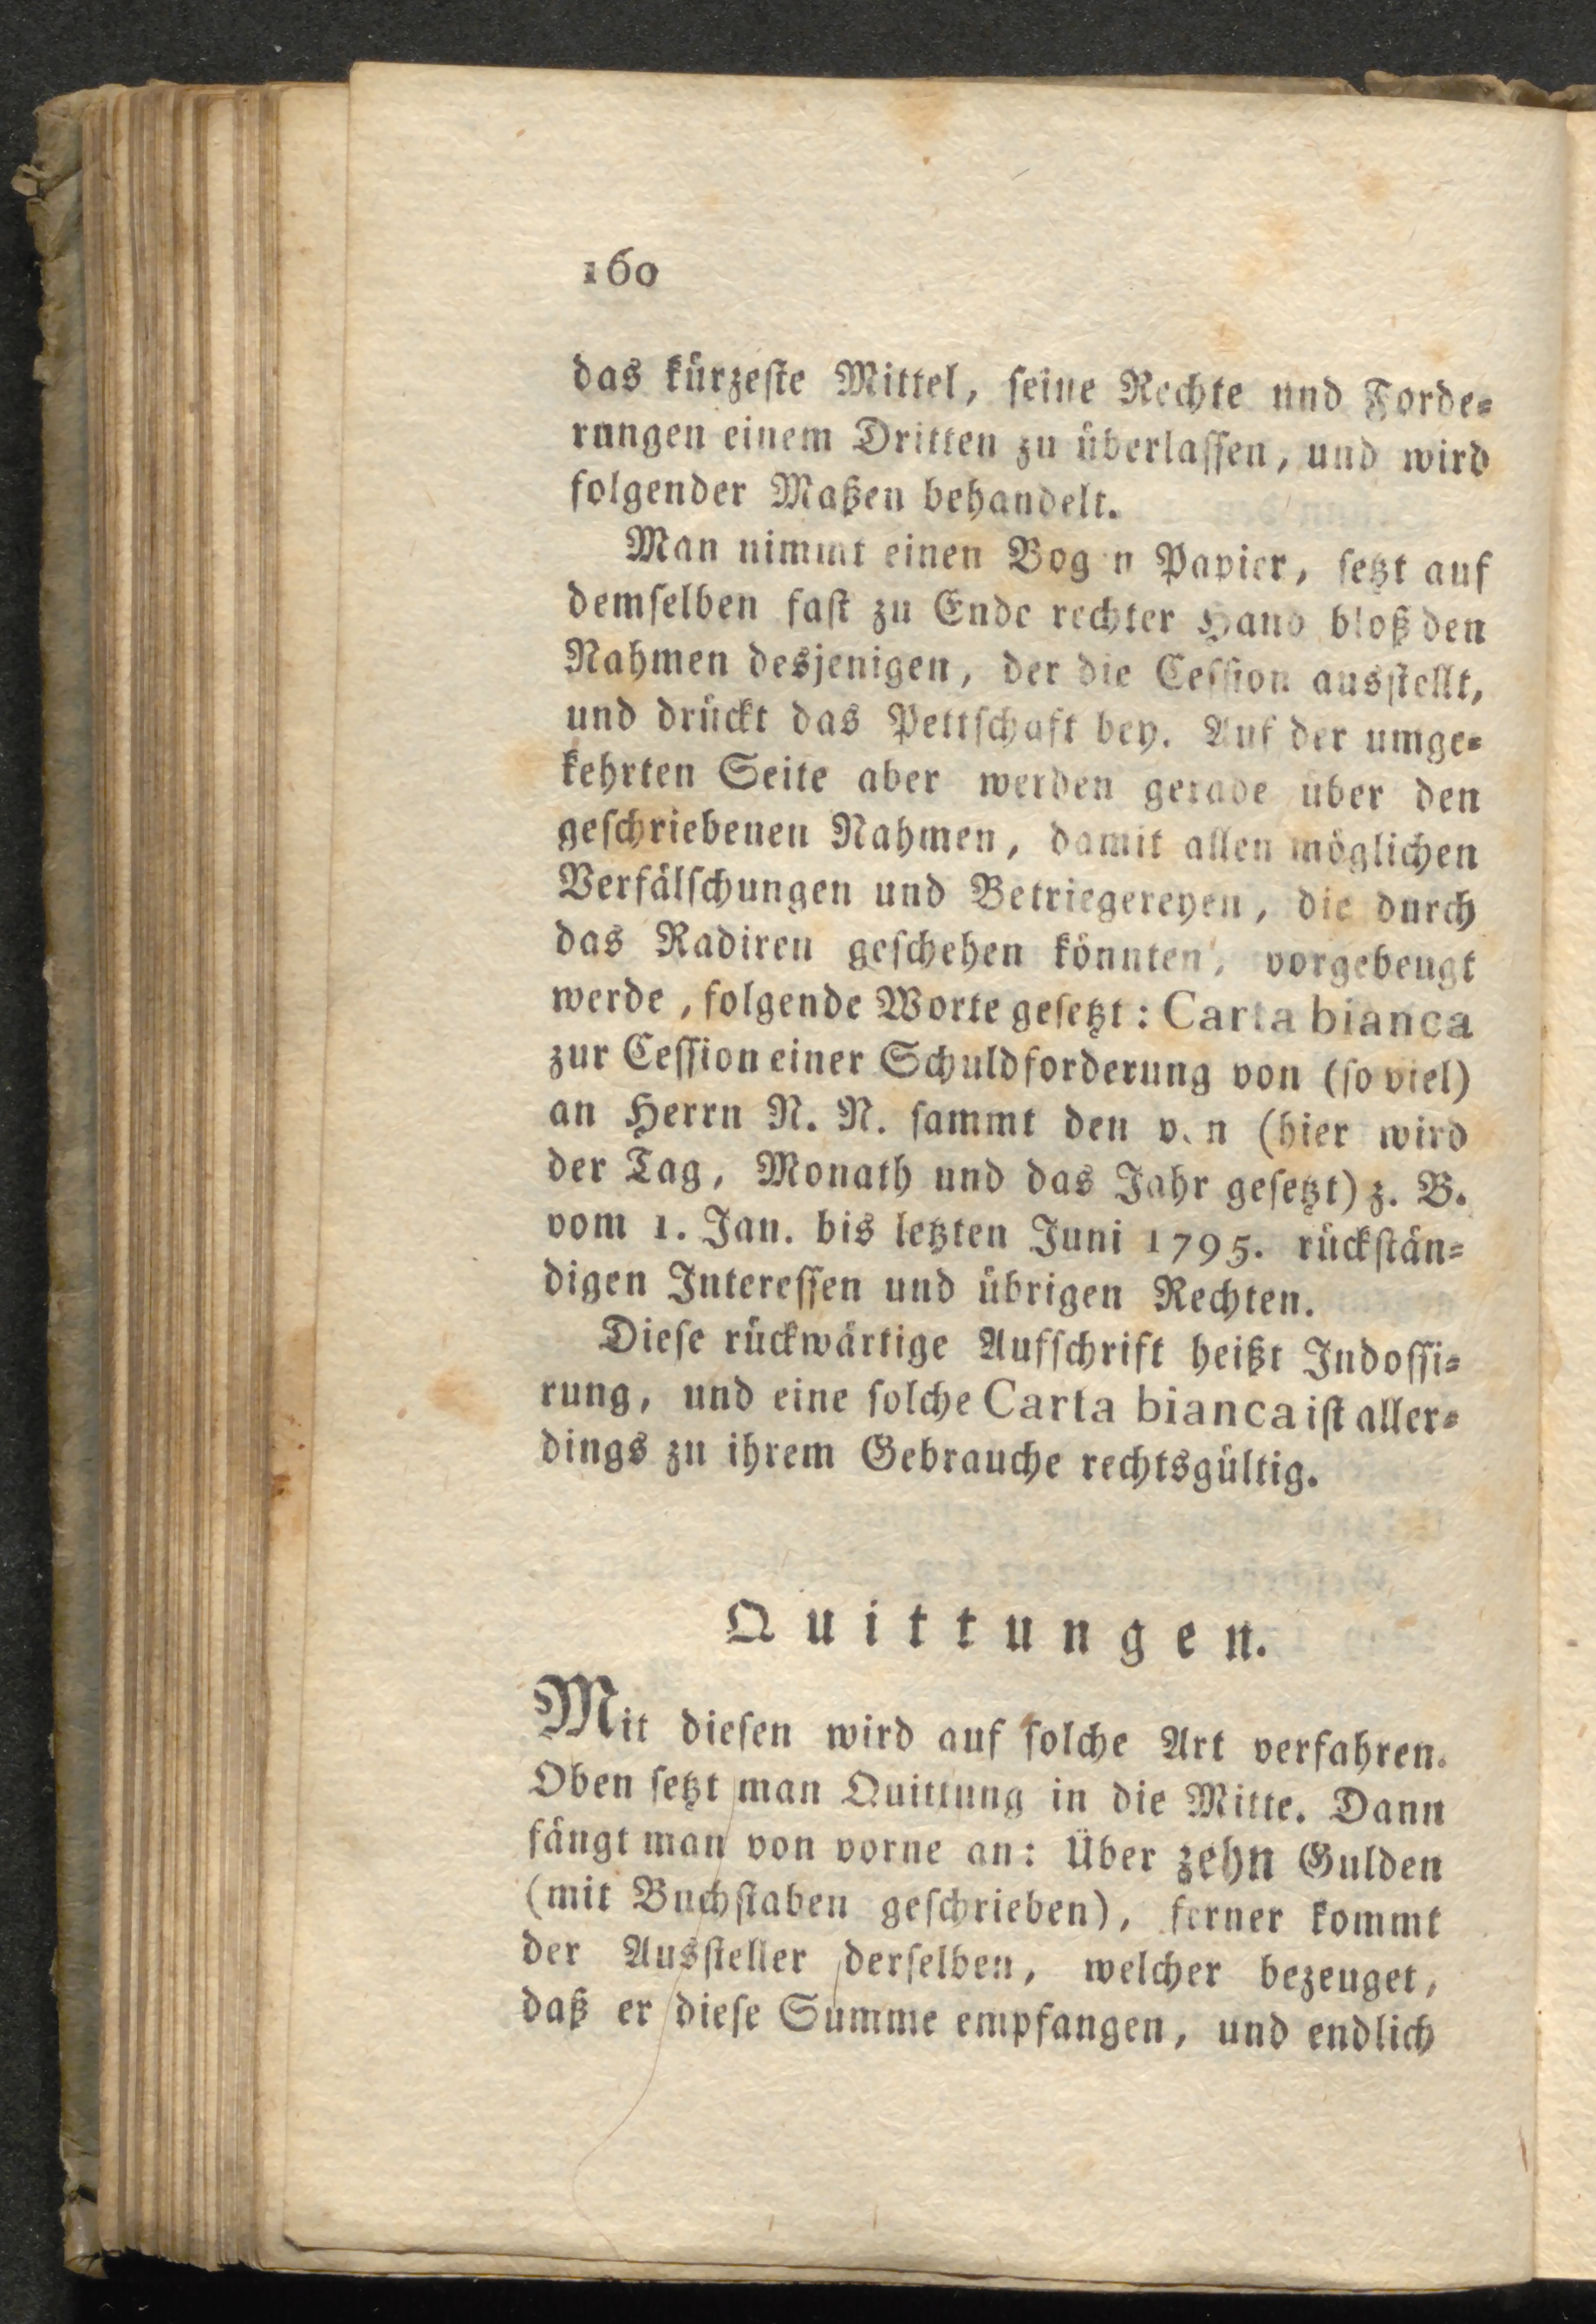 160
das kürzeſte Mittel, ſeine Rechte und Forde⸗
rungen einem Dritten zu überlaſſen, und wird
folgender Maßen behandelt.
Man nimmt einen Bog n Papier, ſetzt auf
demſelben faſt zu Ende rechter Hand bloß den
Nahmen desjenigen, der die Ceſſion ausſtellt,
und drückt das Pettſchaft bey. Auf der umge⸗
kehrten Seite aber werden gerade über den
geſchriebenen Nahmen, damit allen möglichen
Verfälſchungen und Betriegereyen, die durch
das Radiren geſchehen könnten, vorgebeugt
werde, folgende Worte geſetzt: Carta bianca
zur Ceſſion einer Schuldforderung von (ſo viel)
an Herrn N. N. ſammt den von (hier wird
der Tag, Monath und das Jahr geſetzt) z. B.
vom 1. Jan. bis letzten Juni 1795. rückſtän⸗
digen Intereſſen und übrigen Rechten.
Dieſe rückwärtige Aufſchrift heißt Indoſſi⸗
rung, und eine ſolche Carta bianca iſt aller⸗
dings zu ihrem Gebrauche rechtsgültig.
Quittungen.
Mit dieſen wird auf ſolche Art verfahren.
Oben ſetzt man Quittung in die Mitte. Dann
fängt man von vorne an: Über zehn Gulden
(mit Buchſtaben geſchrieben), ferner kommt
der Ausſteller derſelben, welcher bezeuget,
daß er dieſe Summe empfangen, und endlich